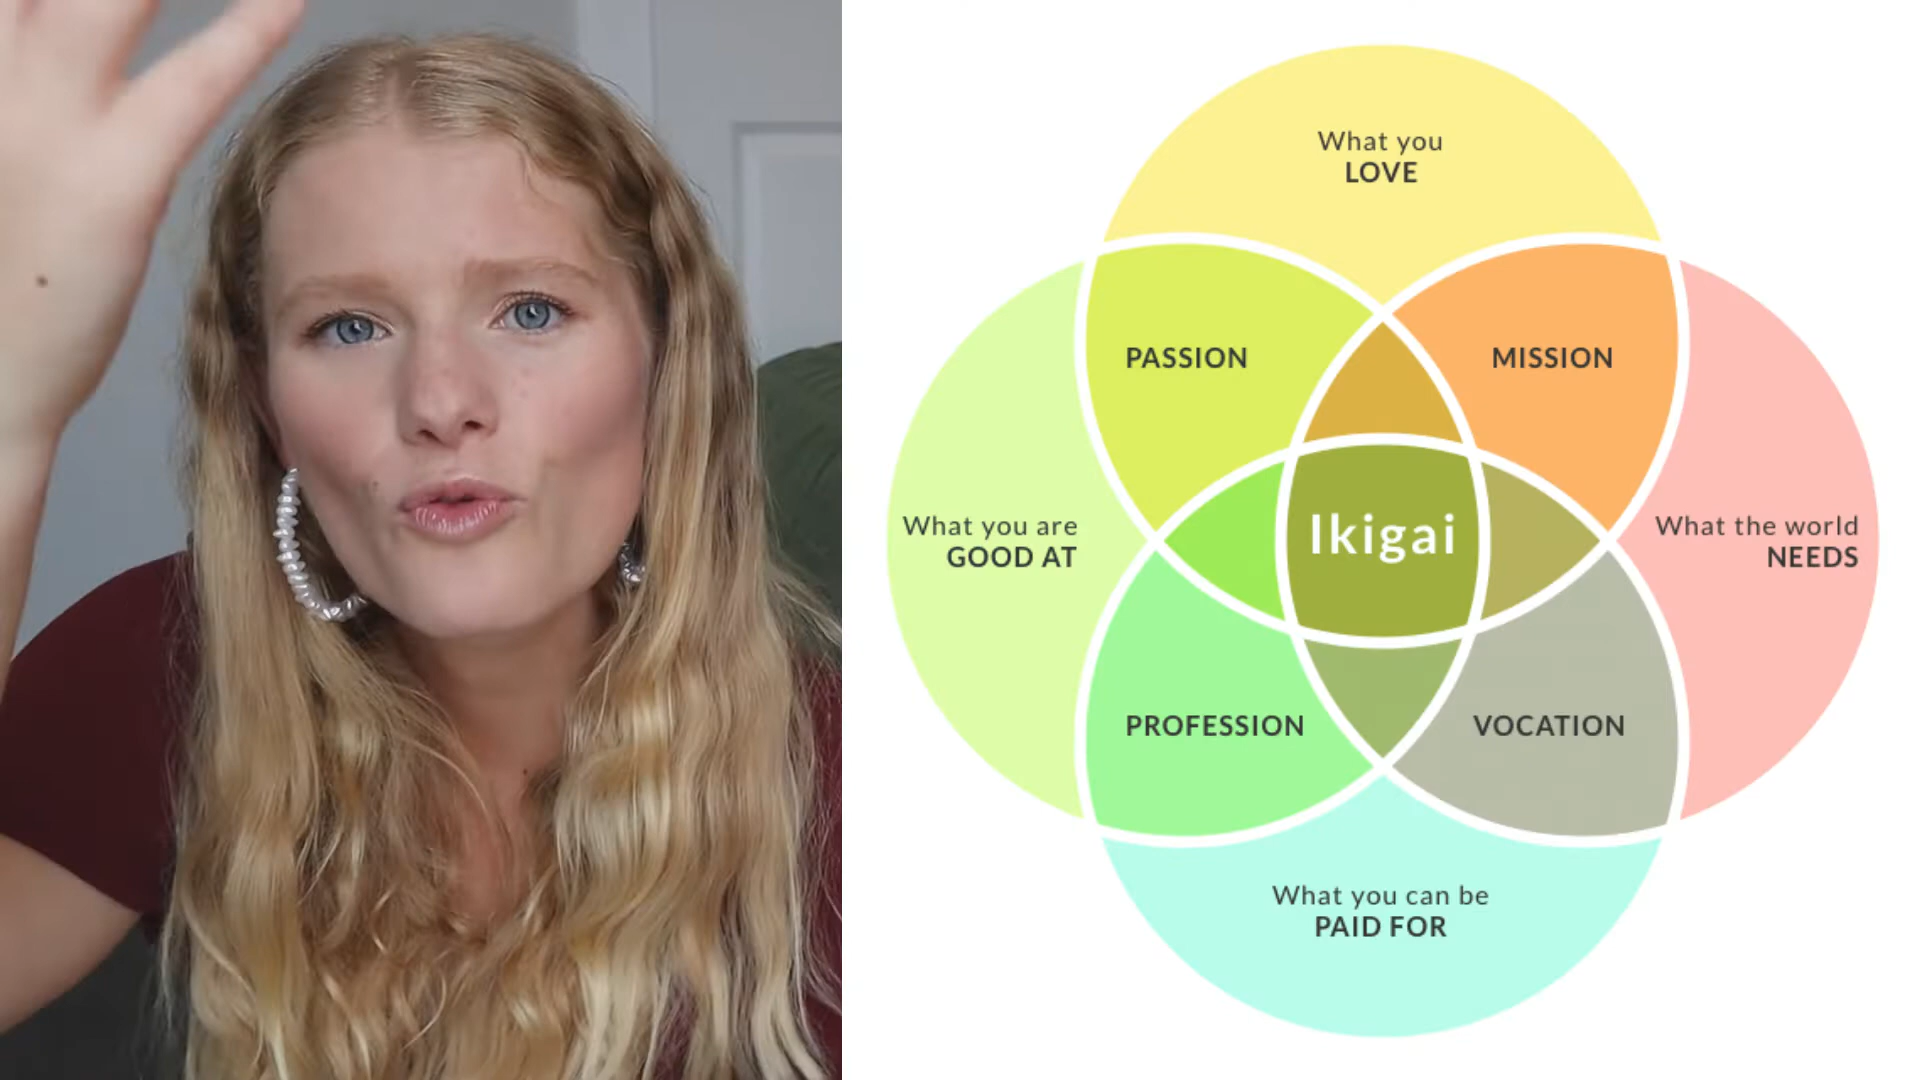 What you
LOVE
PASSION
MISSION
What you are
GOOD AT
Ikigai
What the world
NEEDS
PROFESSION
VOCATION
What you can be
PAID FOR